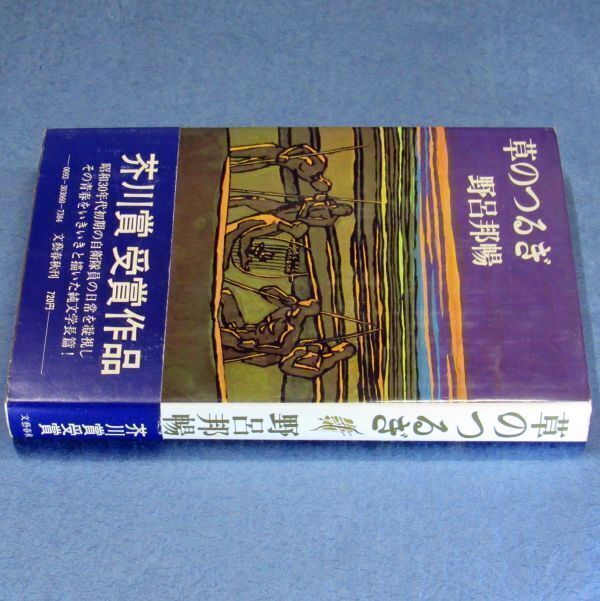 草のつるぎ
野呂邦暢
芥川賞 受賞作品
昭和30年代初期の自衛隊員の日常を凝視し
その青春をいきいきと描いた純文学長篇!
0093-303060-7384 文藝春秋刊 720円
草のつるぎ 野呂邦暢
芥川賞受賞
文藝春秋